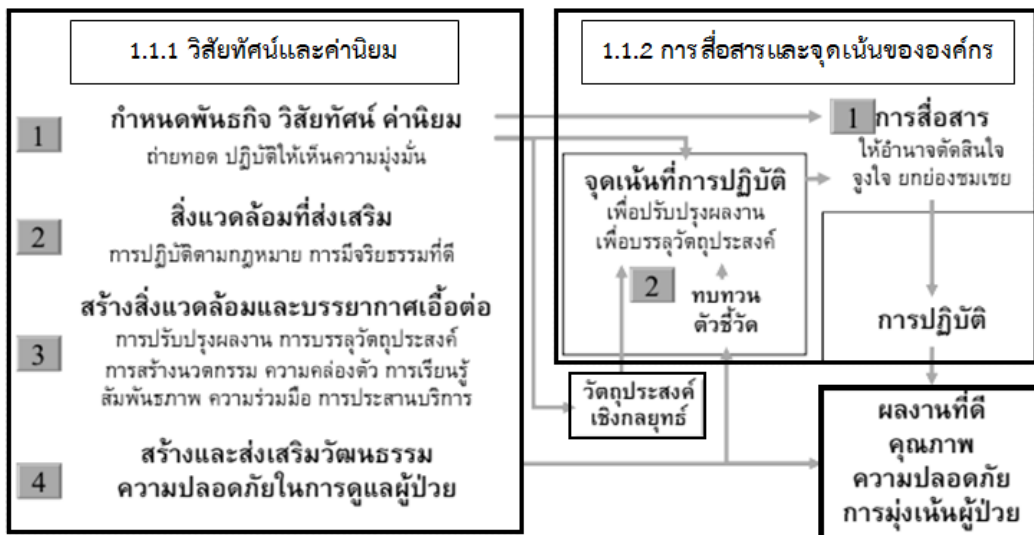 1.1.1 วิสัยทัศน์และค่านิยม
1
กำหนดพันธกิจ วิสัยทัศน์ ค่านิยม
ถ่ายทอด ปฏิบัติให้เห็นความมุ่งมั่น
2
สิ่งแวดล้อมที่ส่งเสริม
การปฏิบัติตามกฎหมาย การมีจริยธรรมที่ดี
3
สร้างสิ่งแวดล้อมและบรรยากาศเอื้อต่อ
การปรับปรุงผลงาน การบรรลุวัตถุประสงค์
การสร้างนวตกรรม ความคล่องตัว การเรียนรู้
สัมพันธภาพ ความร่วมมือ การประสานบริการ
4
สร้างและส่งเสริมวัฒนธรรม
ความปลอดภัยในการดูแลผู้ป่วย
1.1.2 การสื่อสารและจุดเน้นขององค์กร
1 การสื่อสาร
ให้อำนาจตัดสินใจ
จูงใจ ยกย่องชมเชย
จุดเน้นที่การปฏิบัติ
เพื่อปรับปรุงผลงาน
เพื่อบรรลุวัตถุประสงค์
2
ทบทวน
ตัวชี้วัด
การปฏิบัติ
วัตถุประสงค์
เชิงกลยุทธ์
ผลงานที่ดี
คุณภาพ
ความปลอดภัย
การมุ่งเน้นผู้ป่วย